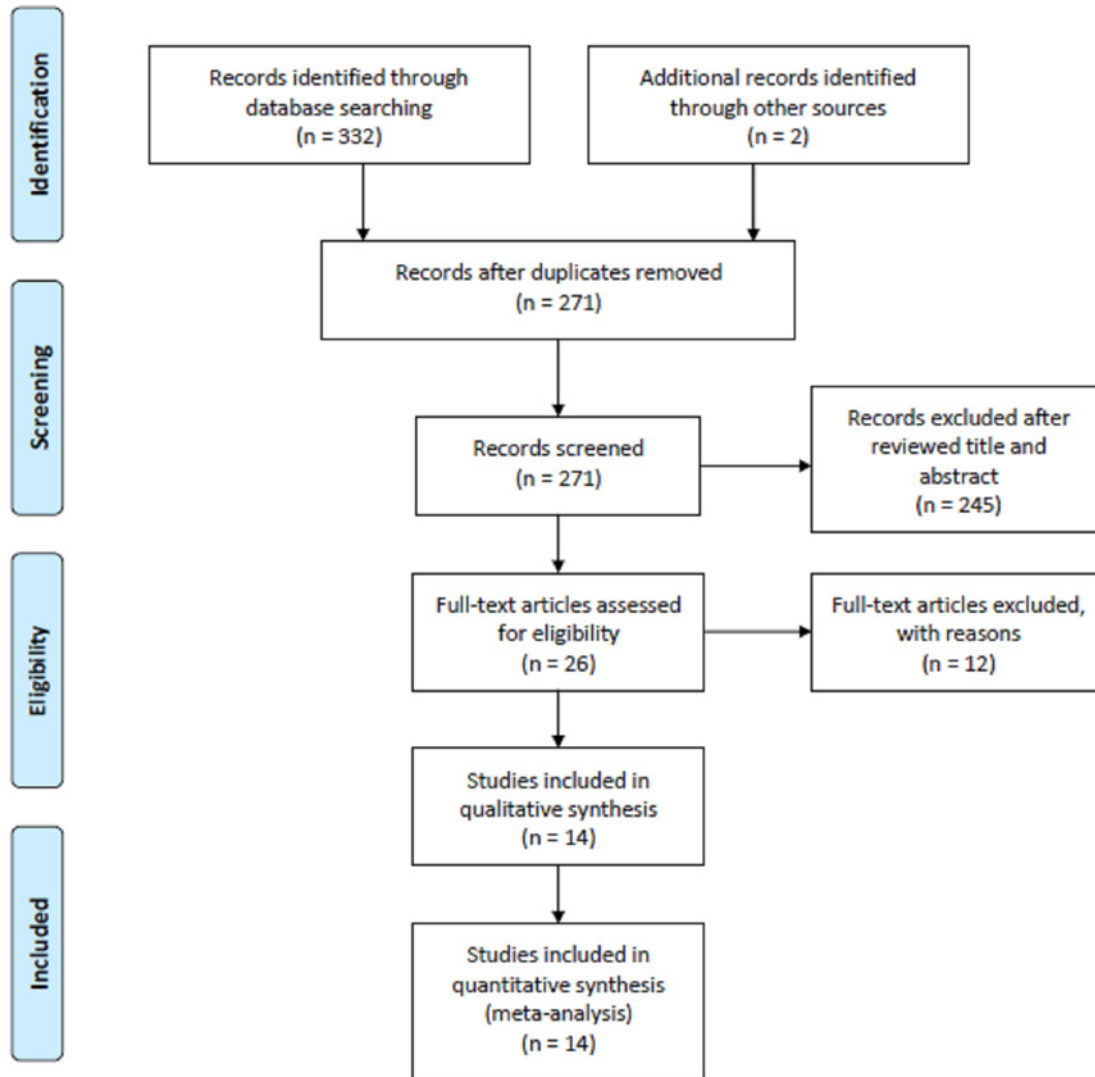 Identification
Records identified through
database searching
(n = 332)
Additional records identified
through other sources
(n = 2)
Records after duplicates removed
(n = 271)
Screening
Records screened
(n = 271)
Records excluded after
reviewed title and
abstract
(n = 245)
Eligibility
Full-text articles assessed
for eligibility
(n = 26)
Full-text articles excluded,
with reasons
(n = 12)
Studies included in
qualitative synthesis
(n = 14)
Included
Studies included in
quantitative synthesis
(meta-analysis)
(n = 14)